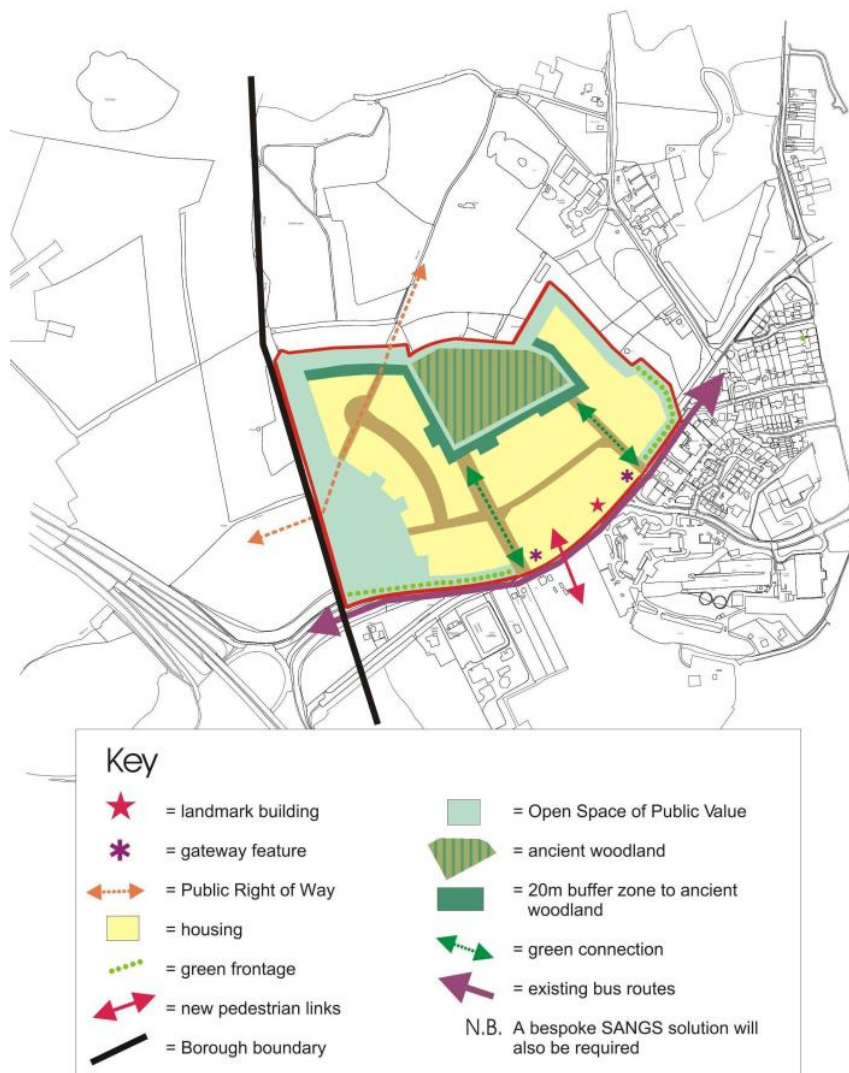 Key
= landmark building
= gateway feature
= Public Right of Way
= housing
= green frontage
= new pedestrian links
= Borough boundary
= Open Space of Public Value
= ancient woodland
= 20m buffer zone to ancient
woodland
= green connection
= existing bus routes
N.B. A bespoke SANGS solution will
also be required